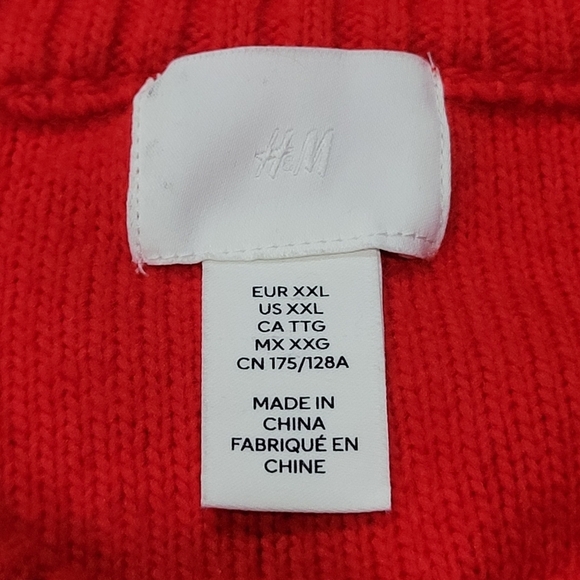 H&M
EUR XXL
US XXL
CA TTG
MX XXG
CN 175/128A
MADE IN
CHINA
FABRIQUÉ EN
CHINE